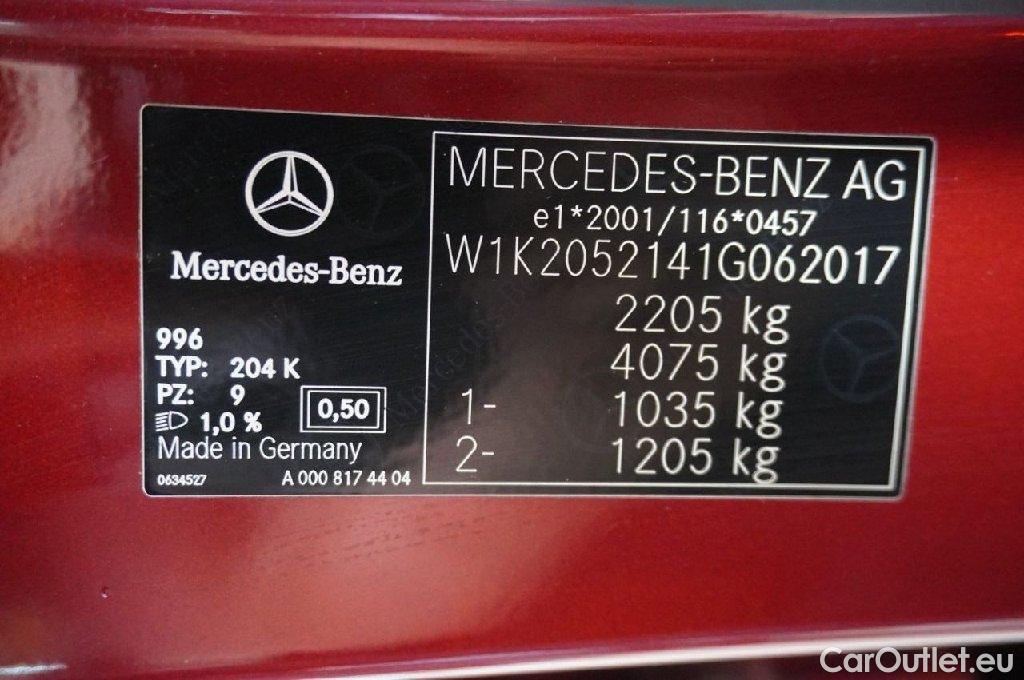 Mercedes-Benz
996
TYP: 204 K
PZ: 9
1,0 %
0,50
Made in Germany
0634527
A 000 817 44 04
MERCEDES-BENZ AG
e1*2001/116*0457
W1K2052141G062017
2205 kg
4075 kg
1- 1035 kg
2- 1205 kg
CarOutlet.eu